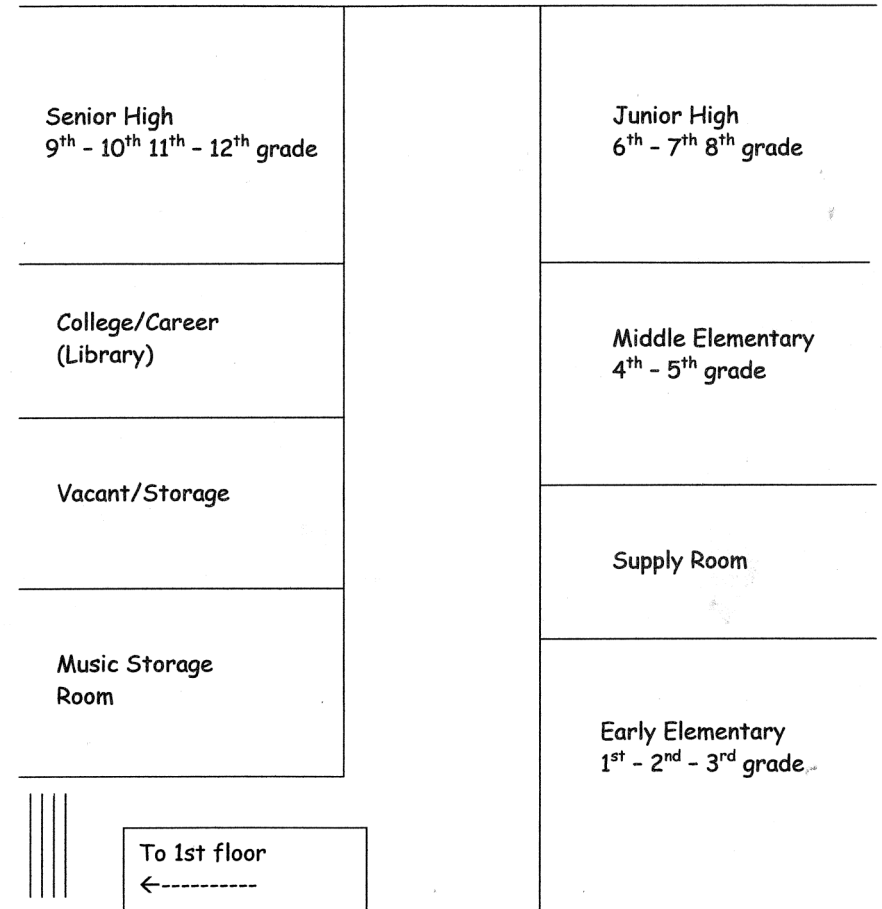 Senior High
9th - 10th 11th - 12th grade
College/Career
(Library)
Vacant/Storage
Music Storage
Room
To 1st floor
←----------
Junior High
6th - 7th 8th grade
Middle Elementary
4th - 5th grade
Supply Room
Early Elementary
1st - 2nd - 3rd grade